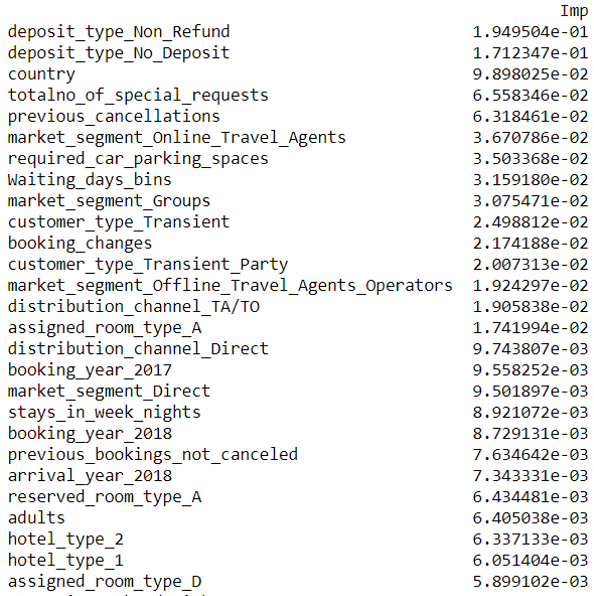 Imp
deposit_type_Non_Refund 1.949504e-01
deposit_type_No_Deposit 1.712347e-01
country 9.898025e-02
totalno_of_special_requests 6.558346e-02
previous_cancellations 6.318461e-02
market_segment_Online_Travel_Agents 3.670786e-02
required_car_parking_spaces 3.503368e-02
Waiting_days_bins 3.159180e-02
market_segment_Groups 3.075471e-02
customer_type_Transient 2.498812e-02
booking_changes 2.174188e-02
customer_type_Transient_Party 2.007313e-02
market_segment_Offline_Travel_Agents_Operators 1.924297e-02
distribution_channel_TA/TO 1.905838e-02
assigned_room_type_A 1.741994e-02
distribution_channel_Direct 9.743807e-03
booking_year_2017 9.558252e-03
market_segment_Direct 9.501897e-03
stays_in_week_nights 8.921072e-03
booking_year_2018 8.729131e-03
previous_bookings_not_canceled 7.634642e-03
arrival_year_2018 7.343331e-03
reserved_room_type_A 6.434481e-03
adults 6.405038e-03
hotel_type_2 6.337133e-03
hotel_type_1 6.051404e-03
assigned_room_type_D 5.899102e-03